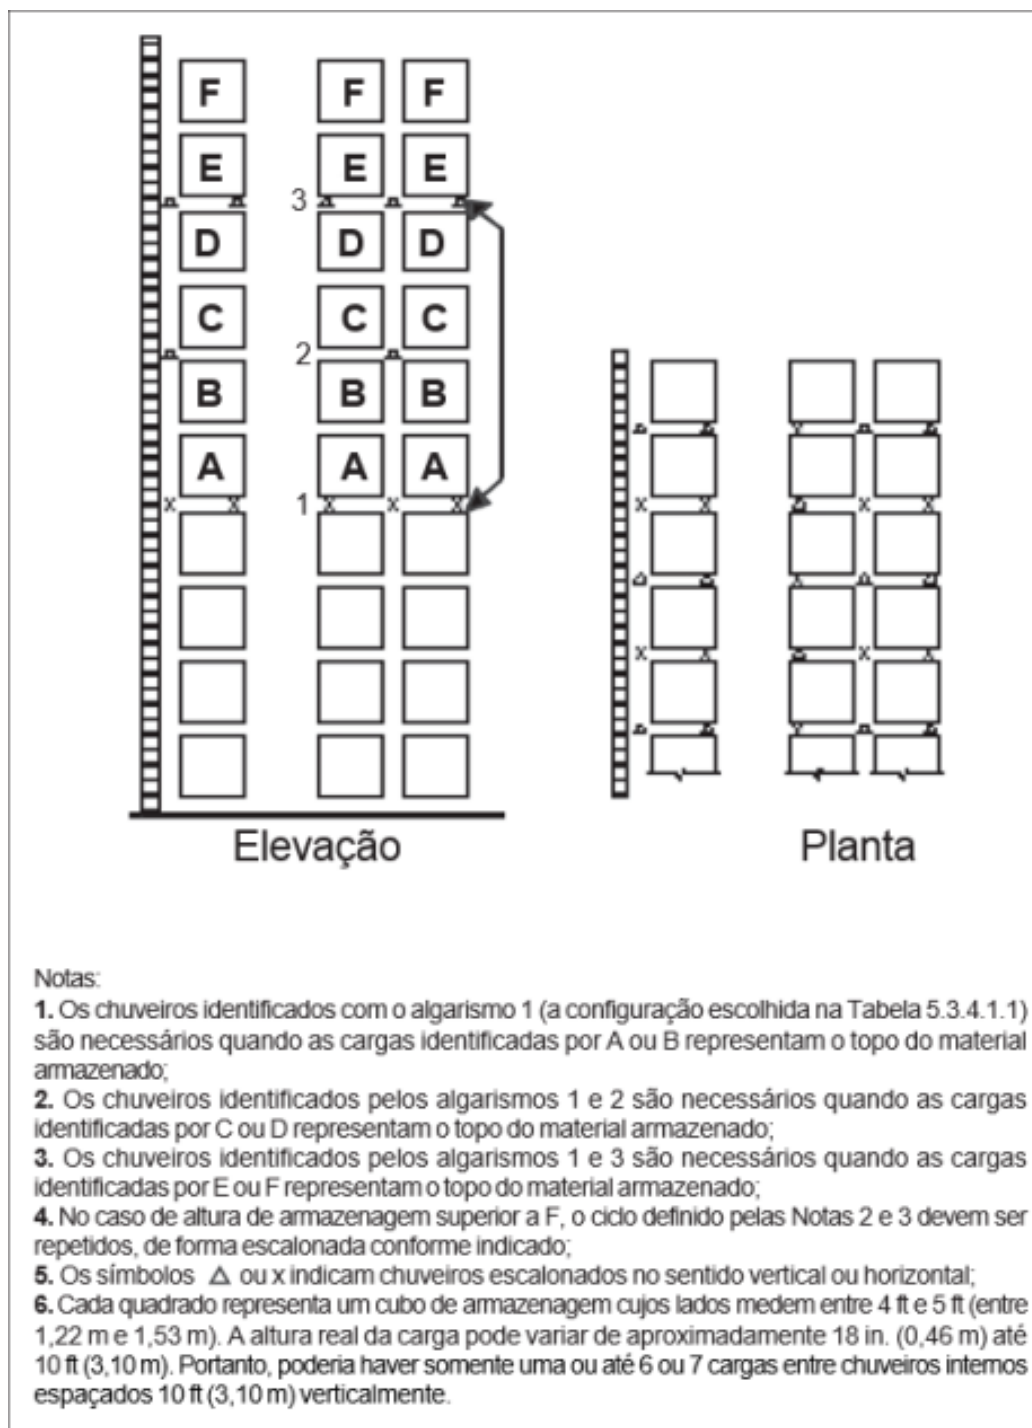 F F F
E E E
3
D D D
C C C
2
B B B
A A A
1 X X X X X X X X X
X X X X
Elevação Planta
Notas:
1. Os chuveiros identificados com o algarismo 1 (a configuração escolhida na Tabela 5.3.4.1.1)
são necessários quando as cargas identificadas por A ou B representam o topo do material
armazenado;
2. Os chuveiros identificados pelos algarismos 1 e 2 são necessários quando as cargas
identificadas por C ou D representam o topo do material armazenado;
3. Os chuveiros identificados pelos algarismos 1 e 3 são necessários quando as cargas
identificadas por E ou F representam o topo do material armazenado;
4. No caso de altura de armazenagem superior a F, o ciclo definido pelas Notas 2 e 3 devem ser
repetidos, de forma escalonada conforme indicado;
5. Os símbolos △ ou x indicam chuveiros escalonados no sentido vertical ou horizontal;
6. Cada quadrado representa um cubo de armazenagem cujos lados medem entre 4 ft e 5 ft (entre
1,22 m e 1,53 m). A altura real da carga pode variar de aproximadamente 18 in. (0,46 m) até
10 ft (3,10 m). Portanto, poderia haver somente uma ou até 6 ou 7 cargas entre chuveiros internos
espaçados 10 ft (3,10 m) verticalmente.